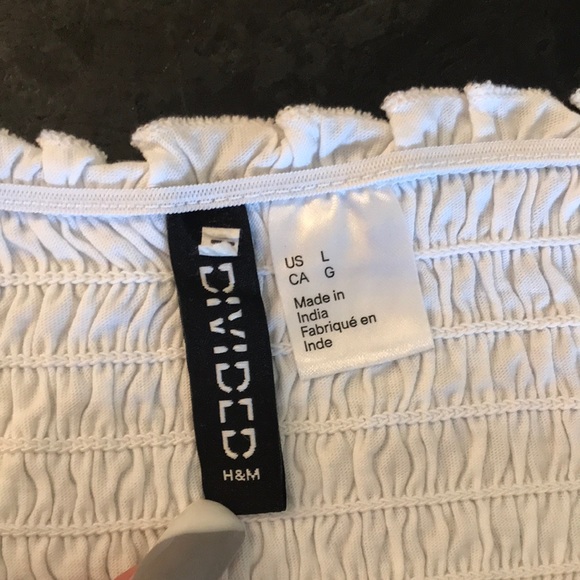 DIVIDED
H&M
US L
CA G
Made in
India
Fabriqué en
Inde